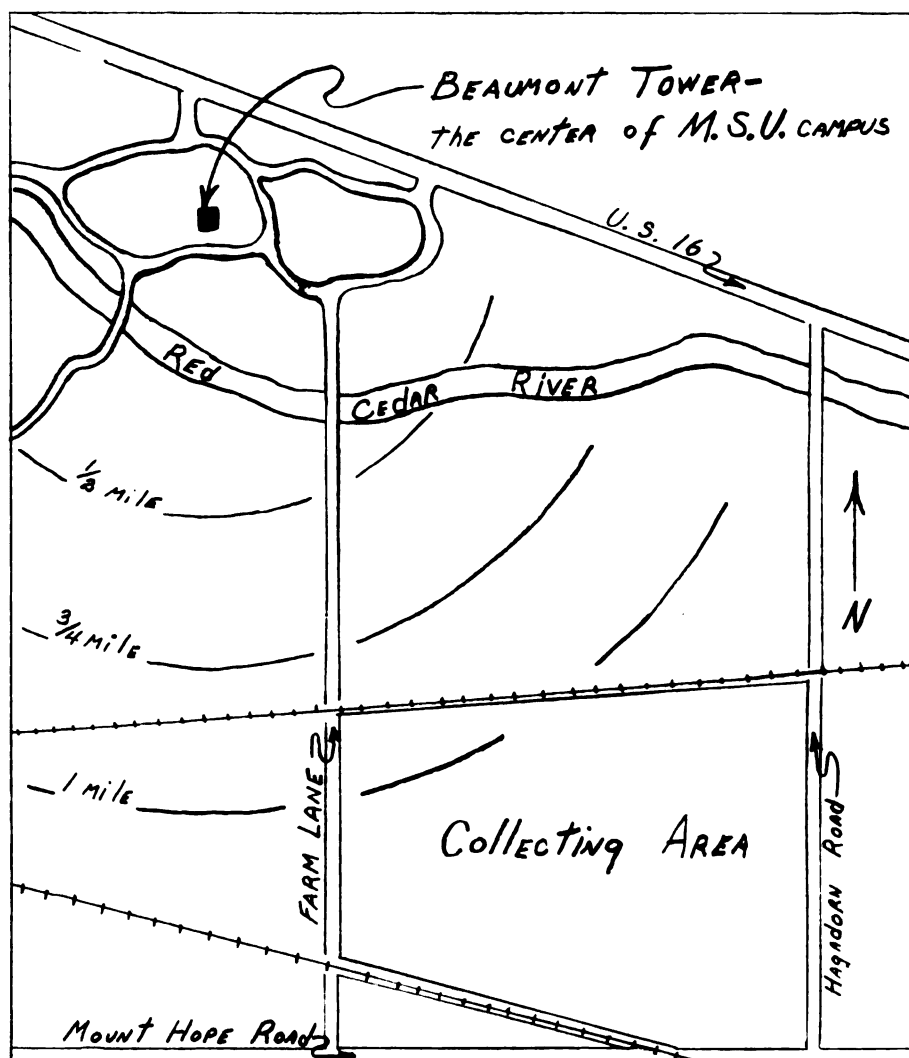 BEAUMONT TOWER-
THE CENTER of M.S.U. CAMPUS
U.S. 16
RED CEDAR RIVER
1/2 MILE
3/4 MILE
N
1 MILE
FARM LANE
Collecting AREA
HAGADORN ROAD
MOUNT HOPE ROAD